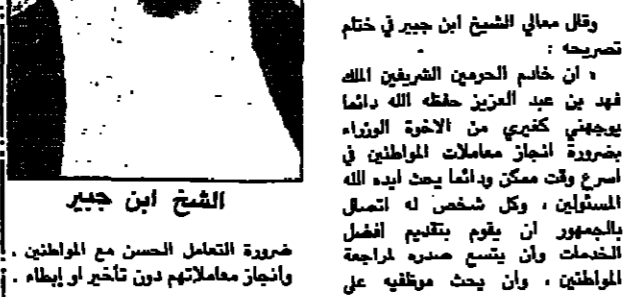 وقال معالي الشيخ ابن جبير في ختام
تصريحه :
« ان خادم الحرمين الشريفين الملك
فهد بن عبد العزيز حفظه الله دائما
يوجهني كغيري من الاخوة الوزراء
بضرورة انجاز معاملات المواطنين في
اسرع وقت ممكن ودائما يحث ايده الله
المسئولين ، وكل شخص له اتصال
بالجمهور ان يقوم بتقديم افضل
الخدمات وأن يتسع صدره لمراجعة
المواطنين ، وان يحث موظفيه على
الشيخ ابن جبير
ضرورة التعامل الحسن مع المواطنين .
وانجاز معاملاتهم دون تأخير او إبطاء .